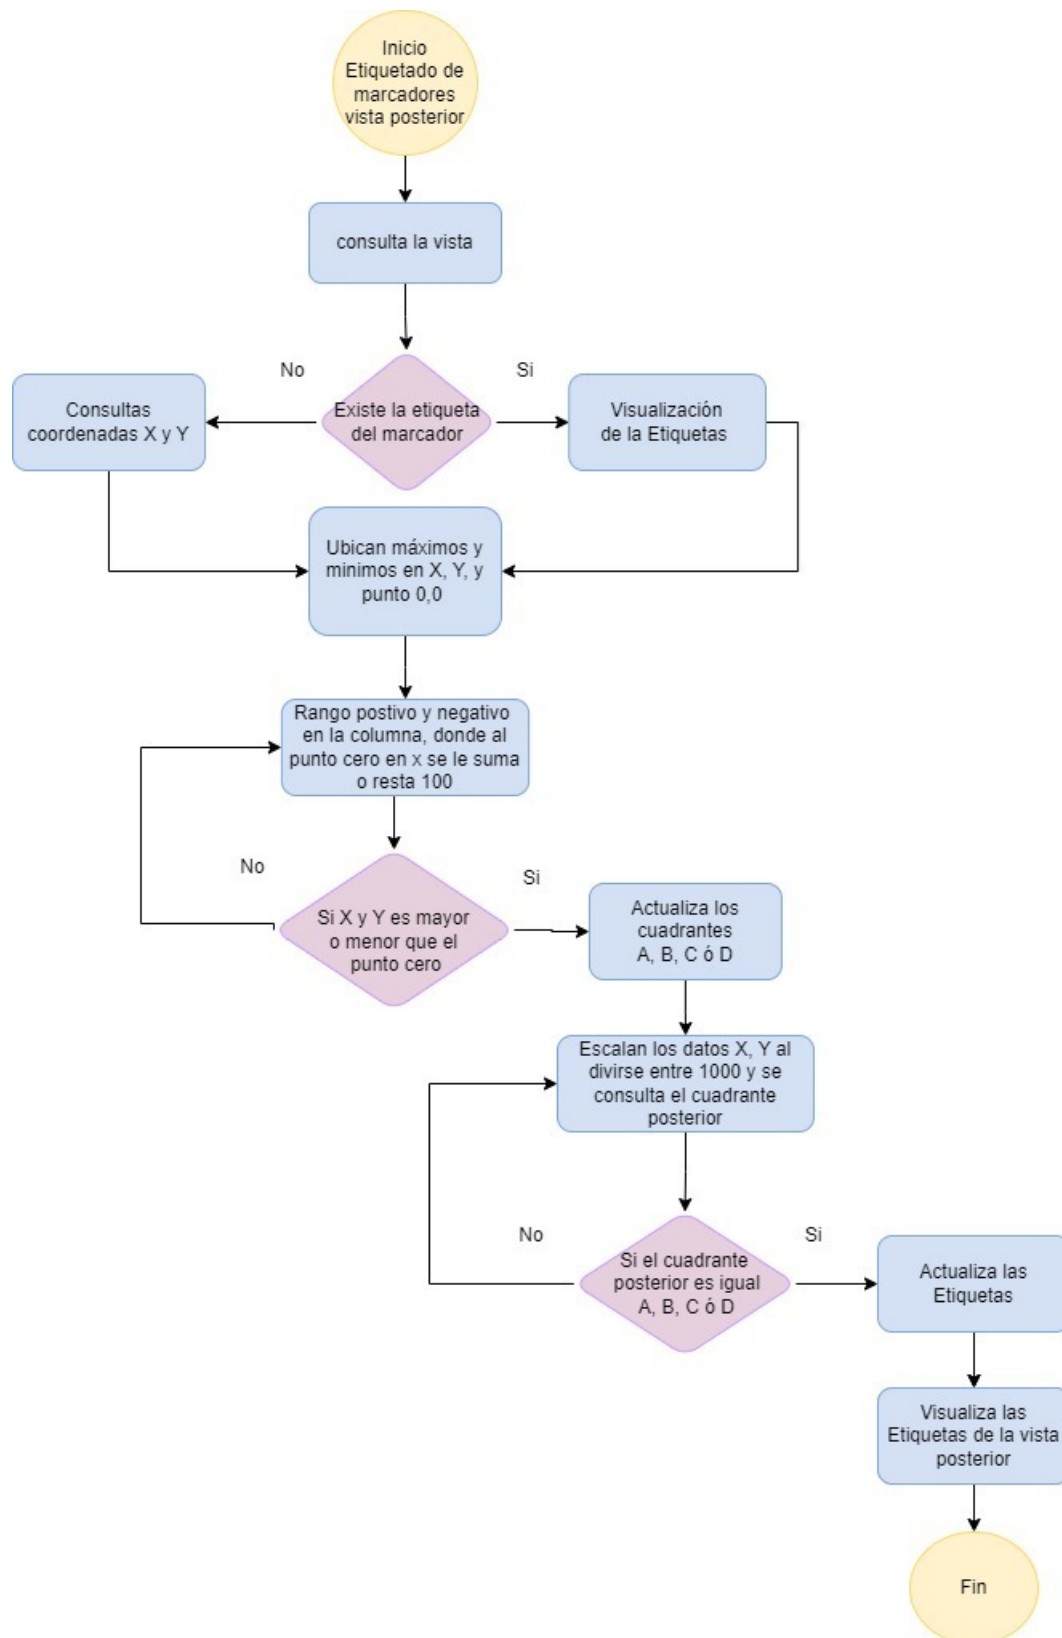 Inicio
Etiquetado de
marcadores
vista posterior
consulta la vista
No
Si
Consultas
coordenadas X y Y
Existe la etiqueta
del marcador
Visualización
de la Etiquetas
Ubican máximos y
minimos en X, Y, y
punto 0,0
Rango postivo y negativo
en la columna, donde al
punto cero en x se le suma
o resta 100
No
Si
Si X y Y es mayor
o menor que el
punto cero
Actualiza los
cuadrantes
A, B, C ó D
Escalan los datos X, Y al
divirse entre 1000 y se
consulta el cuadrante
posterior
No
Si
Si el cuadrante
posterior es igual
A, B, C ó D
Actualiza las
Etiquetas
Visualiza las
Etiquetas de la vista
posterior
Fin